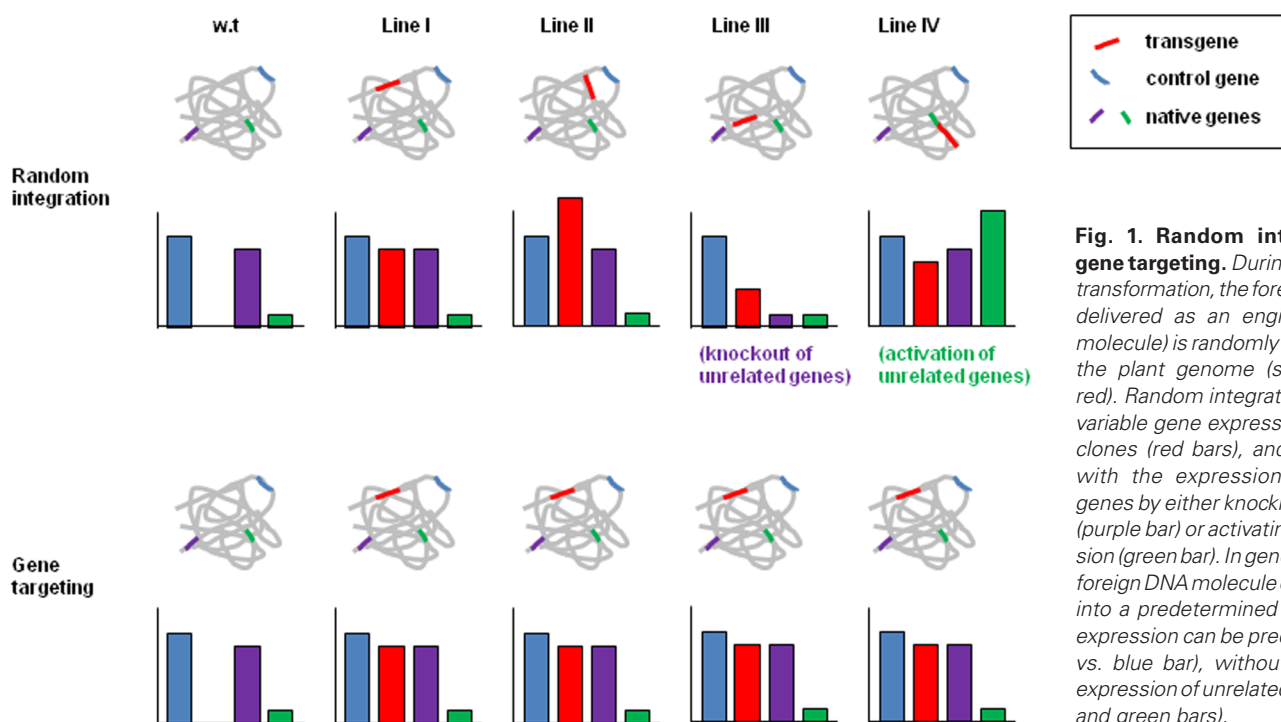 w.t
Line I
Line II
Line III
Line IV
transgene
control gene
native genes
Random
integration
(knockout of
unrelated genes)
(activation of
unrelated genes)
Gene
targeting
Fig. 1. Random
gene targeting. Durin
transformation, the fore
delivered as an eng
molecule) is randomly
the plant genome (s
red). Random integrat
variable gene express
clones (red bars), and
with the expression
genes by either knocki
(purple bar) or activatin
sion (green bar). In gen
foreign DNA molecule
into a predetermined
expression can be pre
vs. blue bar), withou
expression of unrelated
and green bars).